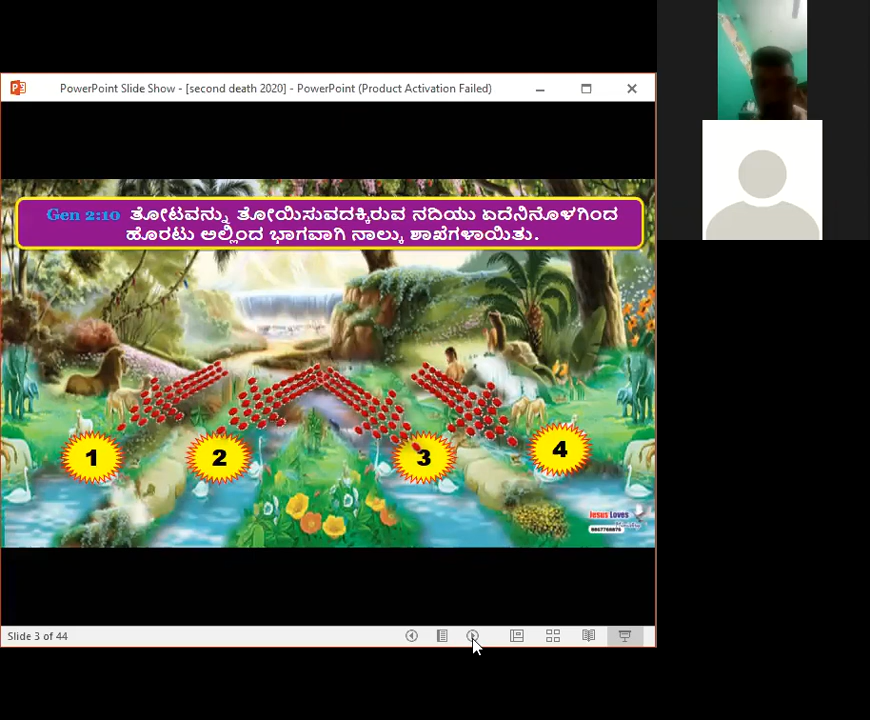 PowerPoint Slide Show - [second death 2020] - PowerPoint (Product Activation Failed)
Gen 2:10 ತೋಟವನ್ನು ತೋಯಿಸುವದಕ್ಕಿರುವ ನದಿಯು ಏದೆನಿನೊಳಗಿಂದ
ಹೊರಟು ಅಲ್ಲಿಂದ ಭಾಗವಾಗಿ ನಾಲ್ಕು ಶಾಖೆಗಳಾಯಿತು.
1 2 3 4
Jesus Loves
Slide 3 of 44